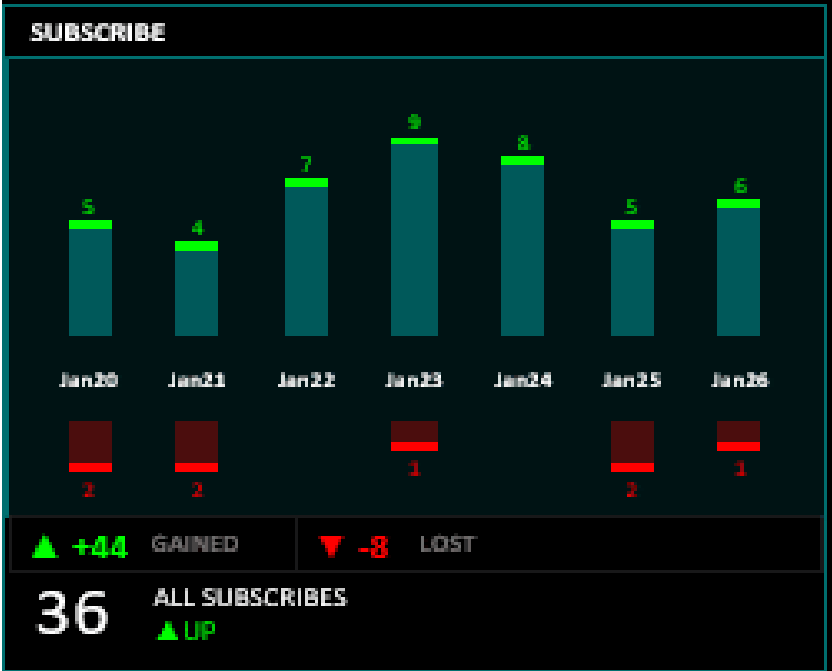 SUBSCRIBE
9
8
7
6
5
5
4
Jan20 Jan21 Jan22 Jan23 Jan24 Jan25 Jan26
1 1
2 2 2
+44 GAINED -8 LOST
36 ALL SUBSCRIBES
UP